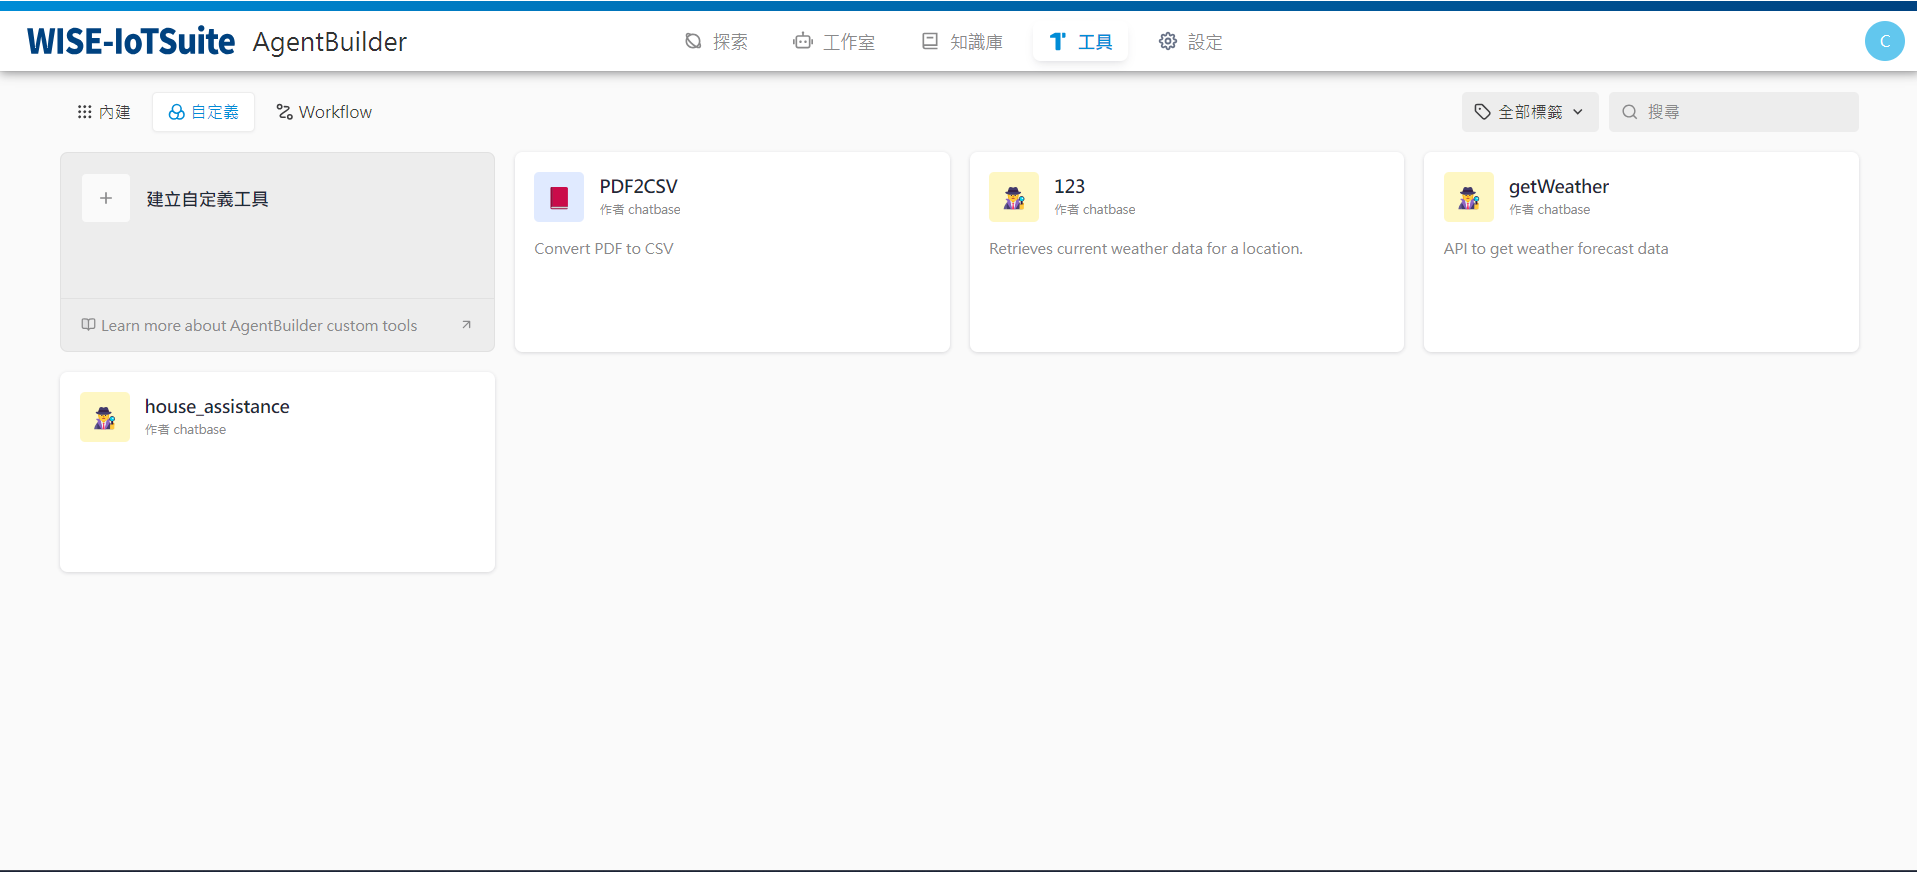 WISE-IoTSuite AgentBuilder
探索
工作室
知識庫
工具
設定
C
內建
自定義
Workflow
全部標籤
搜尋
建立自定義工具
Learn more about AgentBuilder custom tools
PDF2CSV
作者 chatbase
Convert PDF to CSV
123
作者 chatbase
Retrieves current weather data for a location.
getWeather
作者 chatbase
API to get weather forecast data
house_assistance
作者 chatbase